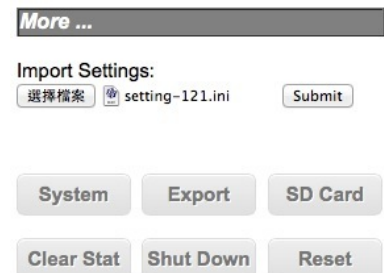 More ...
Import Settings:
選擇檔案 setting-121.ini Submit
System Export SD Card
Clear Stat Shut Down Reset